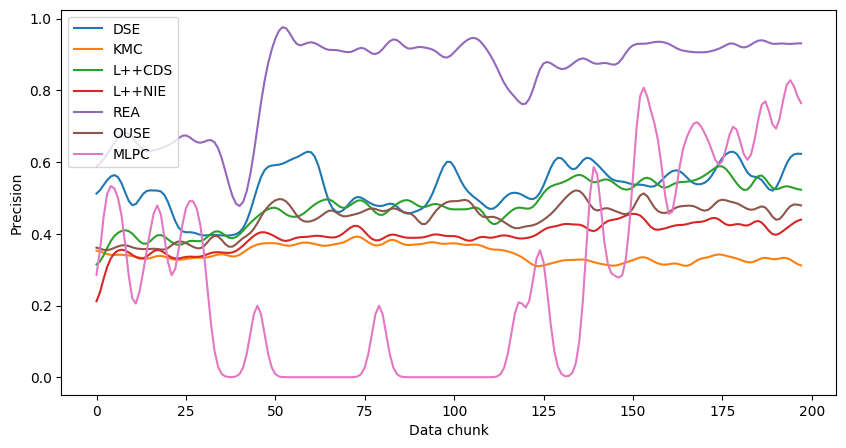 DSE
KMC
L++CDS
L++NIE
REA
OUSE
MLPC
Precision
1.0
0.8
0.6
0.4
0.2
0.0
0 25 50 75 100 125 150 175 200
Data chunk